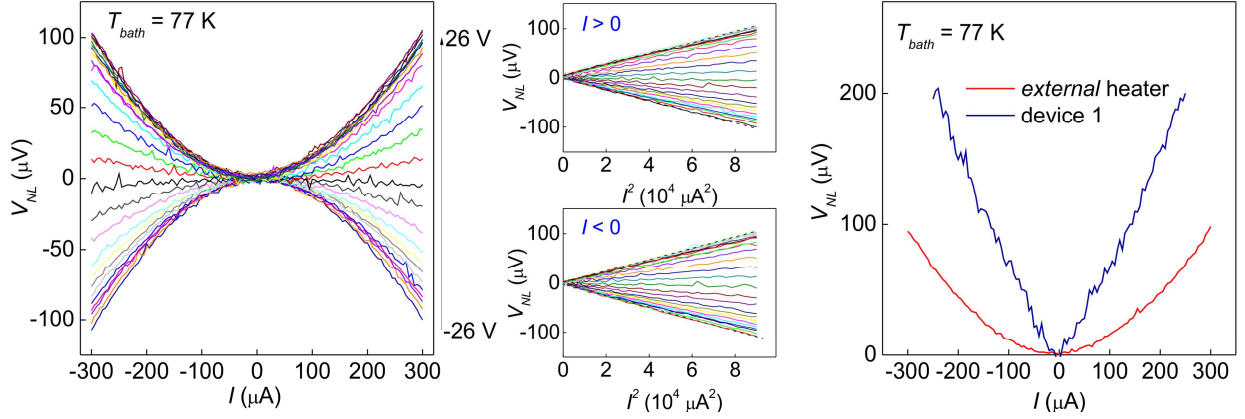 T_bath = 77 K
V_NL (μV)
100
50
0
-50
-100
-300 -200 -100 0 100 200 300
I (μA)
26 V
-26 V
I > 0
V_NL (μV)
100
0
-100
0 2 4 6 8
I² (10⁴ μA²)
I < 0
V_NL (μV)
100
0
-100
0 2 4 6 8
I² (10⁴ μA²)
T_bath = 77 K
external heater
device 1
V_NL (μV)
200
100
0
-300 -200 -100 0 100 200 300
I (μA)